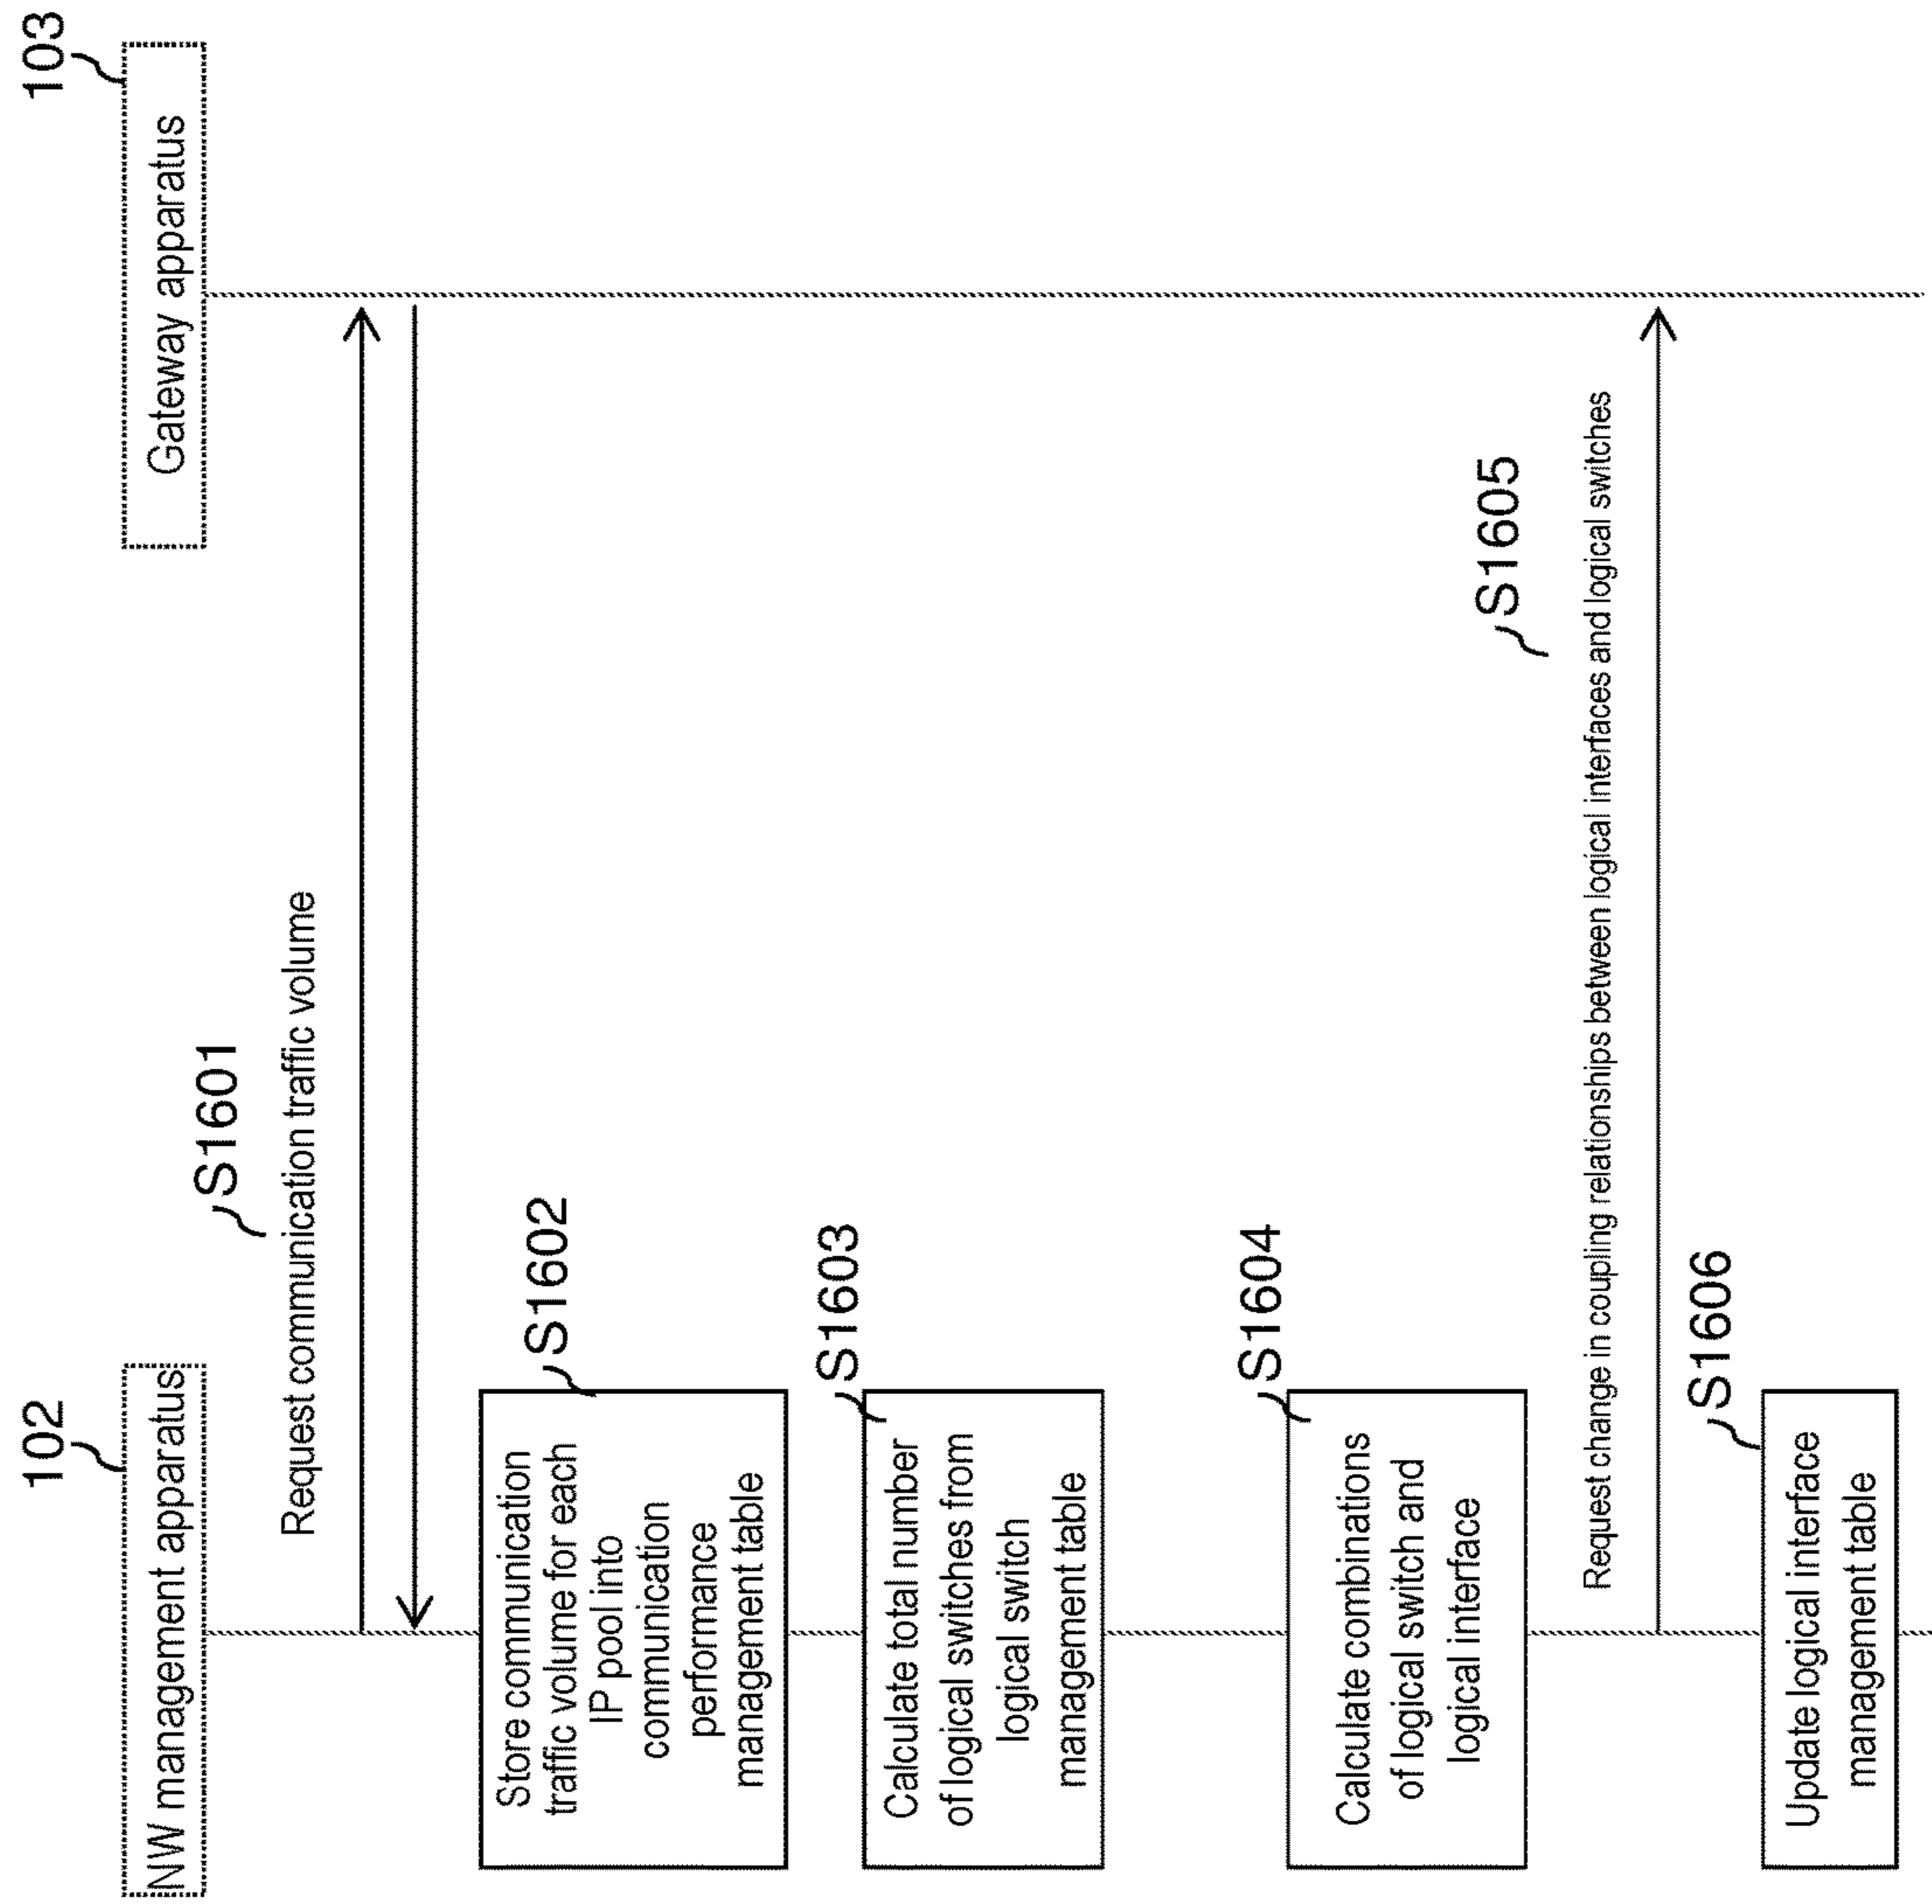 102
NW management apparatus
103
Gateway apparatus
S1601
Request communication traffic volume
S1602
Store communication
traffic volume for each
IP pool into
communication
performance
management table
S1603
Calculate total number
of logical switches from
logical switch
management table
S1604
Calculate combinations
of logical switch and
logical interface
S1605
Request change in coupling relationships between logical interfaces and logical switches
S1606
Update logical interface
management table